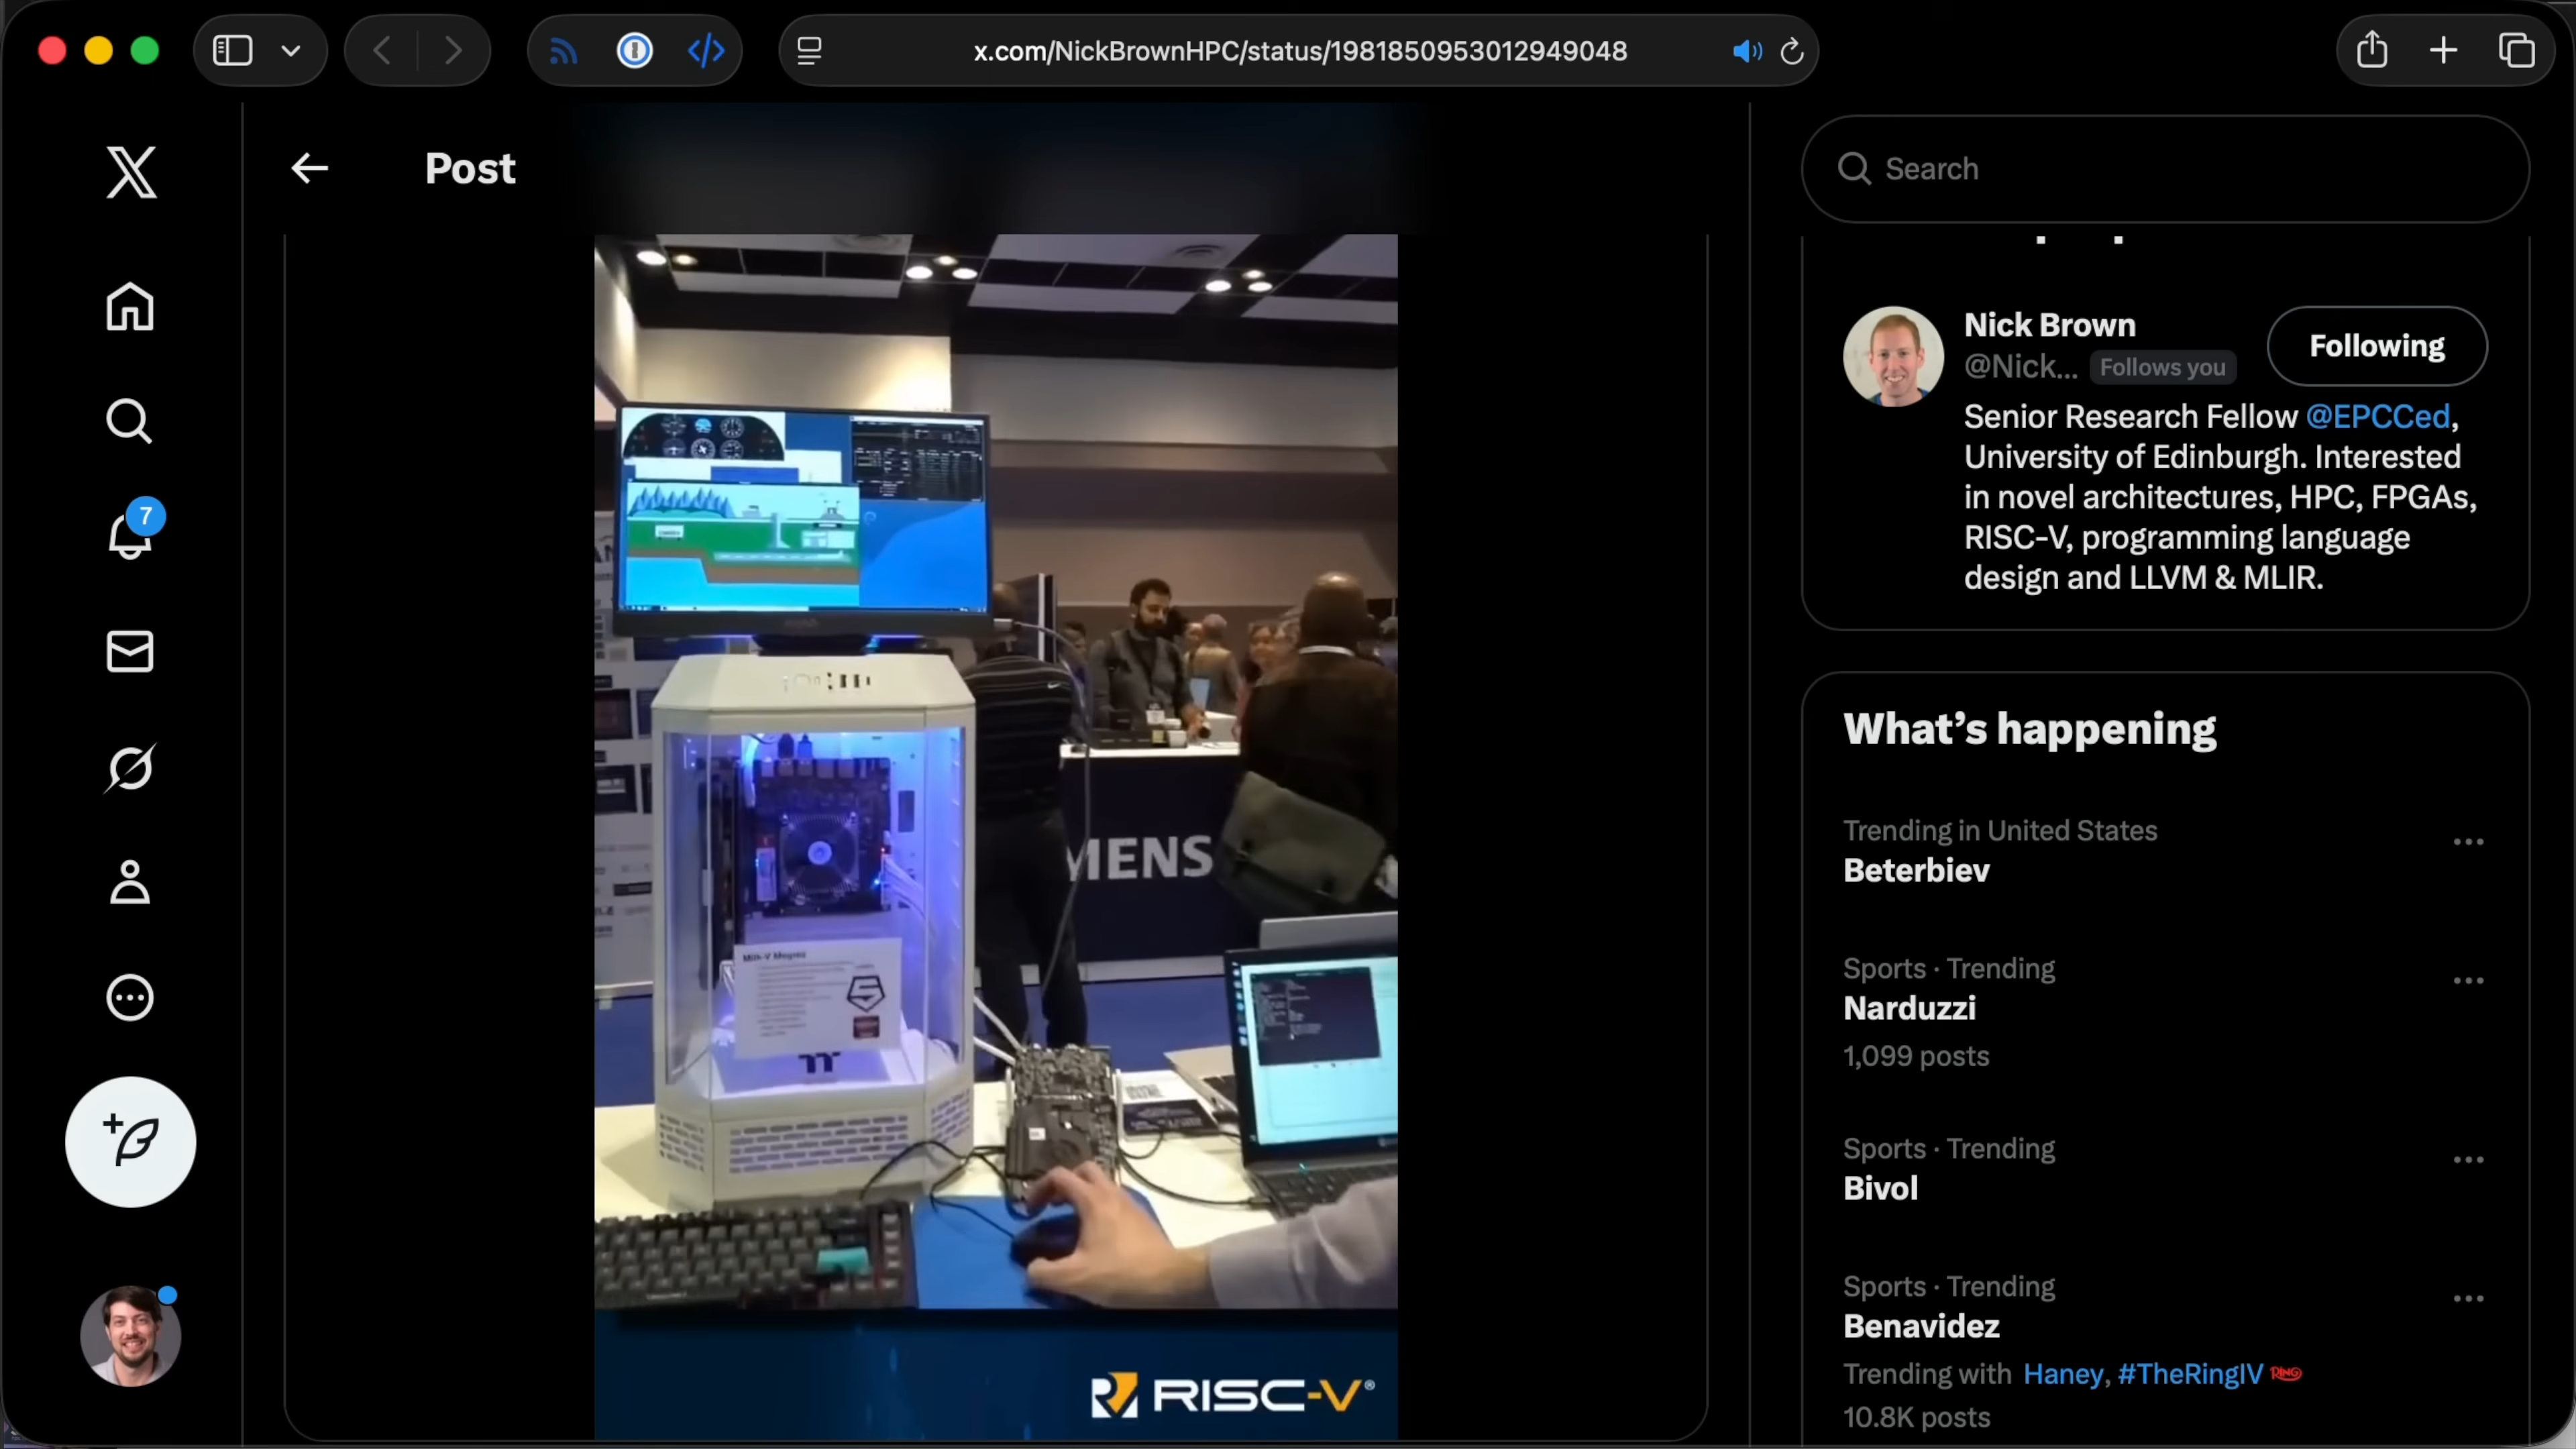 x.com/NickBrownHPC/status/1981850953012949048
Post
Search
7
Nick Brown
@Nick...
Follows you
Following
Senior Research Fellow @EPCCed,
University of Edinburgh. Interested
in novel architectures, HPC, FPGAs,
RISC-V, programming language
design and LLVM & MLIR.
What's happening
Trending in United States
Beterbiev
Sports · Trending
Narduzzi
1,099 posts
Sports · Trending
Bivol
Sports · Trending
Benavidez
Trending with Haney, #TheRingIV
RING
10.8K posts
MENS
Milk-V Megrez
RISC-V®